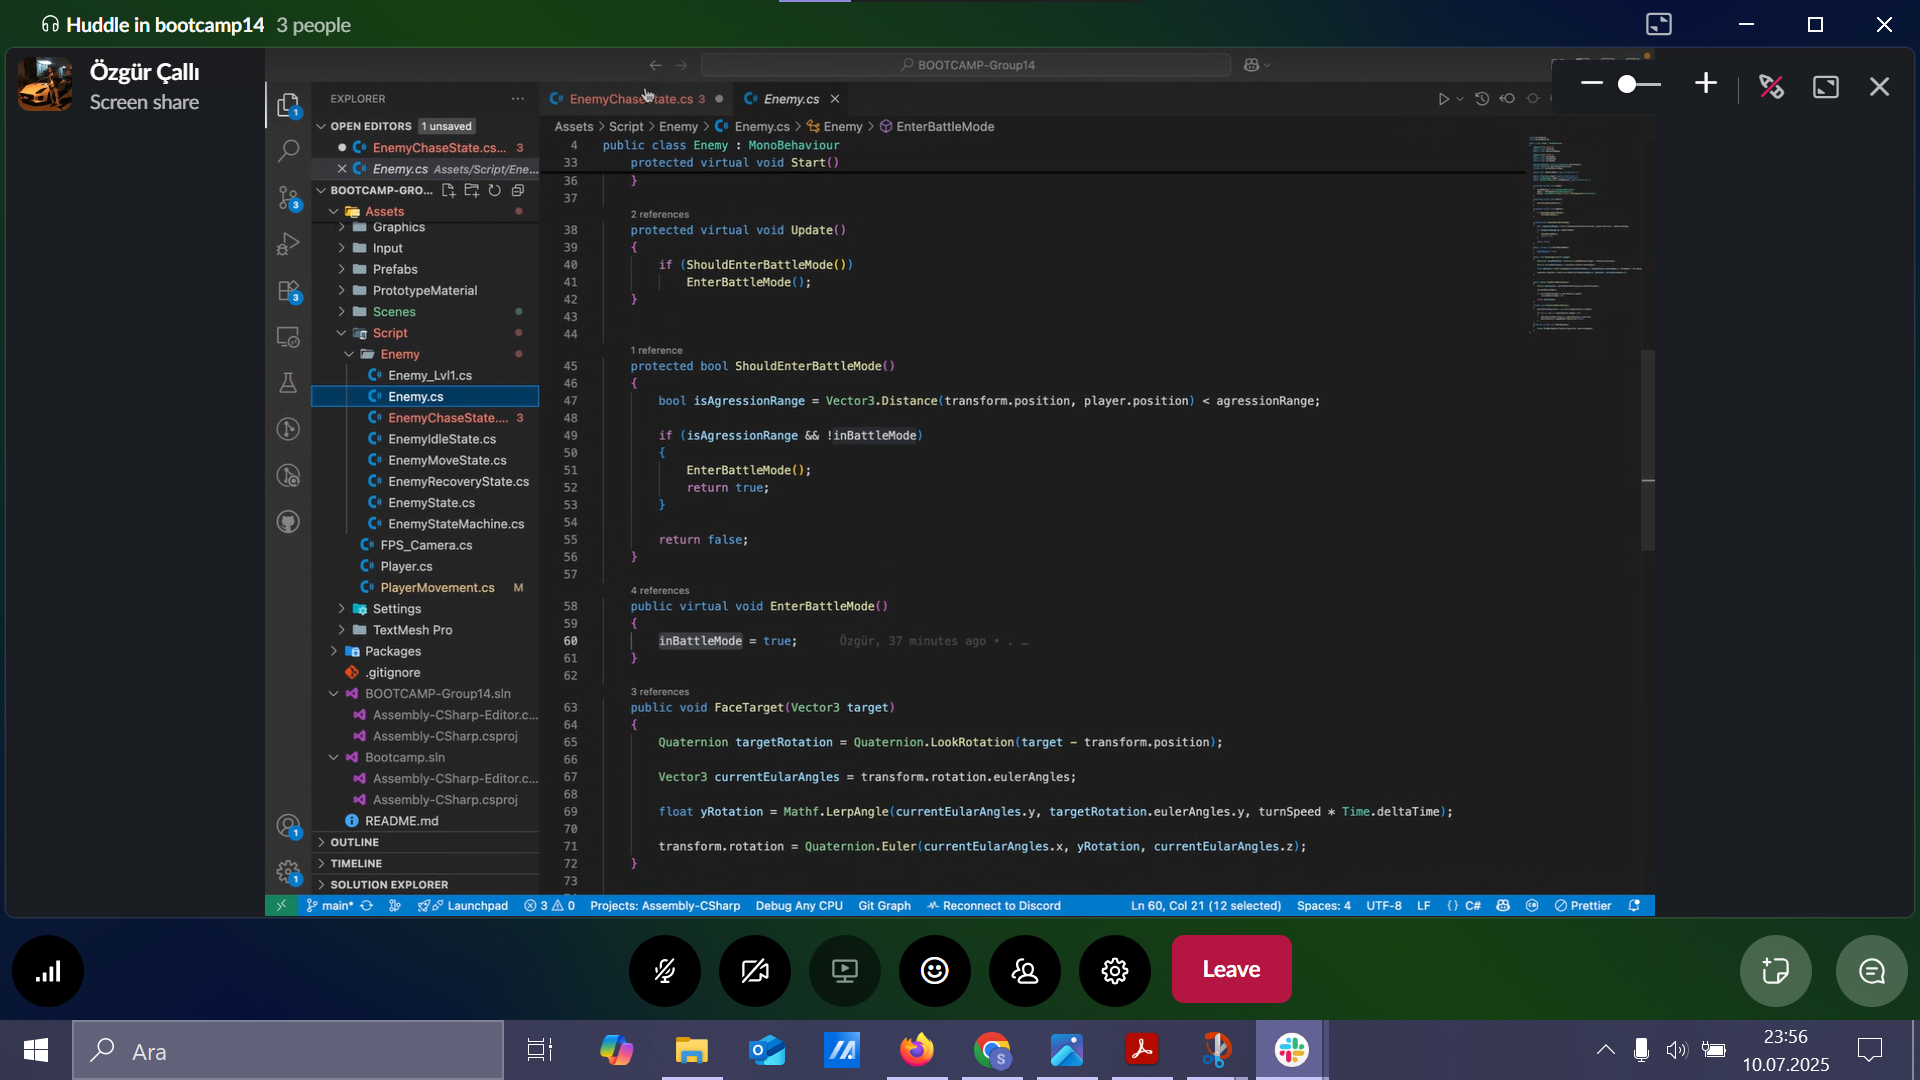 Huddle in bootcamp14 3 people
Özgür Çallı
Screen share
BOOTCAMP-Group14
EXPLORER
OPEN EDITORS 1 unsaved
EnemyChaseState.cs... 3
Enemy.cs Assets/Script/Ene...
BOOTCAMP-GRO...
Assets
Graphics
Input
Prefabs
PrototypeMaterial
Scenes
Script
Enemy
Enemy_Lvl1.cs
Enemy.cs
EnemyChaseState.... 3
EnemyIdleState.cs
EnemyMoveState.cs
EnemyRecoveryState.cs
EnemyState.cs
EnemyStateMachine.cs
FPS_Camera.cs
Player.cs
PlayerMovement.cs M
Settings
TextMesh Pro
Packages
.gitignore
BOOTCAMP-Group14.sln
Assembly-CSharp-Editor.c...
Assembly-CSharp.csproj
Bootcamp.sln
Assembly-CSharp-Editor.c...
Assembly-CSharp.csproj
README.md
OUTLINE
TIMELINE
SOLUTION EXPLORER
1
3
3
1
1
EnemyChaseState.cs 3
Enemy.cs
Assets > Script > Enemy > Enemy.cs > Enemy > EnterBattleMode
4 public class Enemy : MonoBehaviour
33 protected virtual void Start()
36 }
37
2 references
38 protected virtual void Update()
39 {
40 if (ShouldEnterBattleMode())
41 EnterBattleMode();
42 }
43
44
1 reference
45 protected bool ShouldEnterBattleMode()
46 {
47 bool isAgressionRange = Vector3.Distance(transform.position, player.position) < agressionRange;
48
49 if (isAgressionRange && !inBattleMode)
50 {
51 EnterBattleMode();
52 return true;
53 }
54
55 return false;
56 }
57
4 references
58 public virtual void EnterBattleMode()
59 {
60 inBattleMode = true; Özgür, 37 minutes ago • . …
61 }
62
3 references
63 public void FaceTarget(Vector3 target)
64 {
65 Quaternion targetRotation = Quaternion.LookRotation(target - transform.position);
66
67 Vector3 currentEularAngles = transform.rotation.eulerAngles;
68
69 float yRotation = Mathf.LerpAngle(currentEularAngles.y, targetRotation.eulerAngles.y, turnSpeed * Time.deltaTime);
70
71 transform.rotation = Quaternion.Euler(currentEularAngles.x, yRotation, currentEularAngles.z);
72 }
73
main* Launchpad 3 0 Projects: Assembly-CSharp Debug Any CPU Git Graph Reconnect to Discord Ln 60, Col 21 (12 selected) Spaces: 4 UTF-8 LF {} C# Prettier
Leave
Ara
23:56
10.07.2025